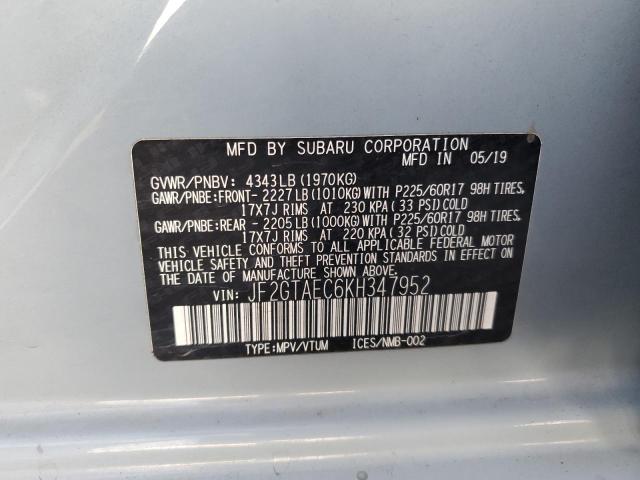 MFD BY SUBARU CORPORATION
MFD IN 05/19
GVWR/PNBV: 4343LB(1970KG)
GAWR/PNBE:FRONT- 2227LB(1010KG)WITH P225/60R17 98H TIRES,
17X7J RIMS AT 230 KPA(33 PSI)COLD
GAWR/PNBE:REAR - 2205LB(1000KG)WITH P225/60R17 98H TIRES,
17X7J RIMS AT 220 KPA(32 PSI)COLD
THIS VEHICLE CONFORMS TO ALL APPLICABLE FEDERAL MOTOR
VEHICLE SAFETY AND BUMPER STANDARDS IN EFFECT ON
THE DATE OF MANUFACTURE SHOWN ABOVE.
VIN: JF2GTAEC6KH347952
TYPE:MPV/VTUM ICES/NMB-002